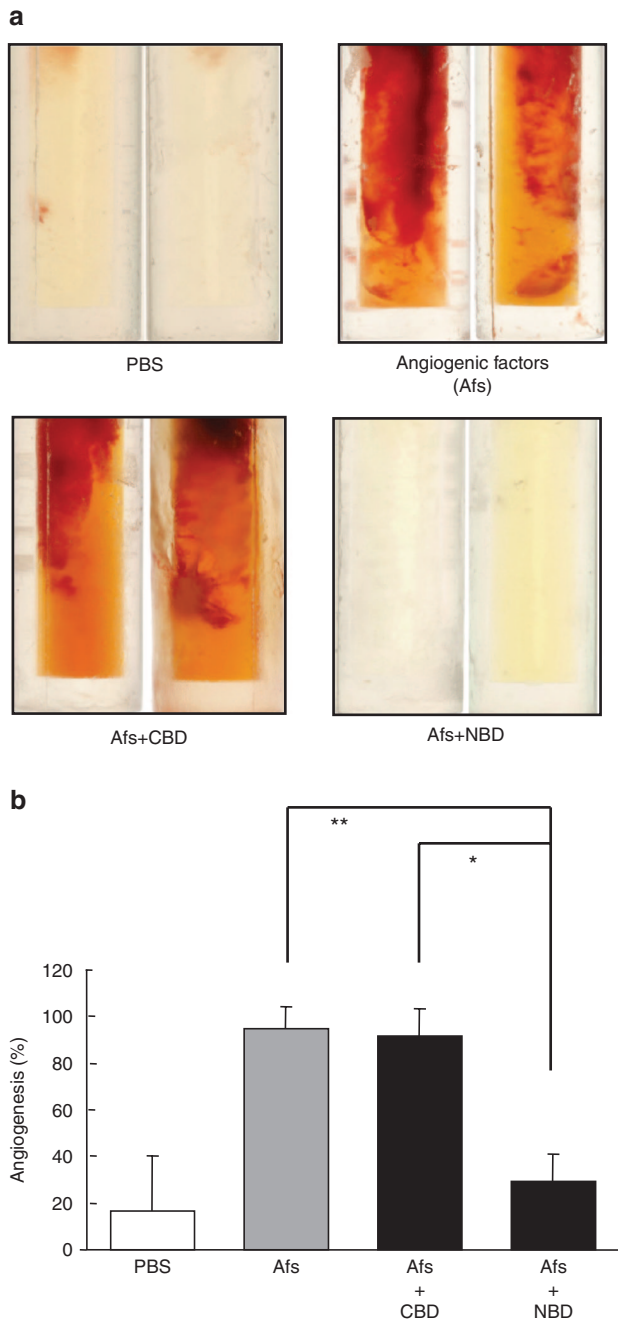 a
PBS
Angiogenic factors
(Afs)
Afs+CBD
Afs+NBD
b
**
*
120
100
80
60
40
20
0
Angiogenesis (%)
PBS
Afs
Afs
+
CBD
Afs
+
NBD